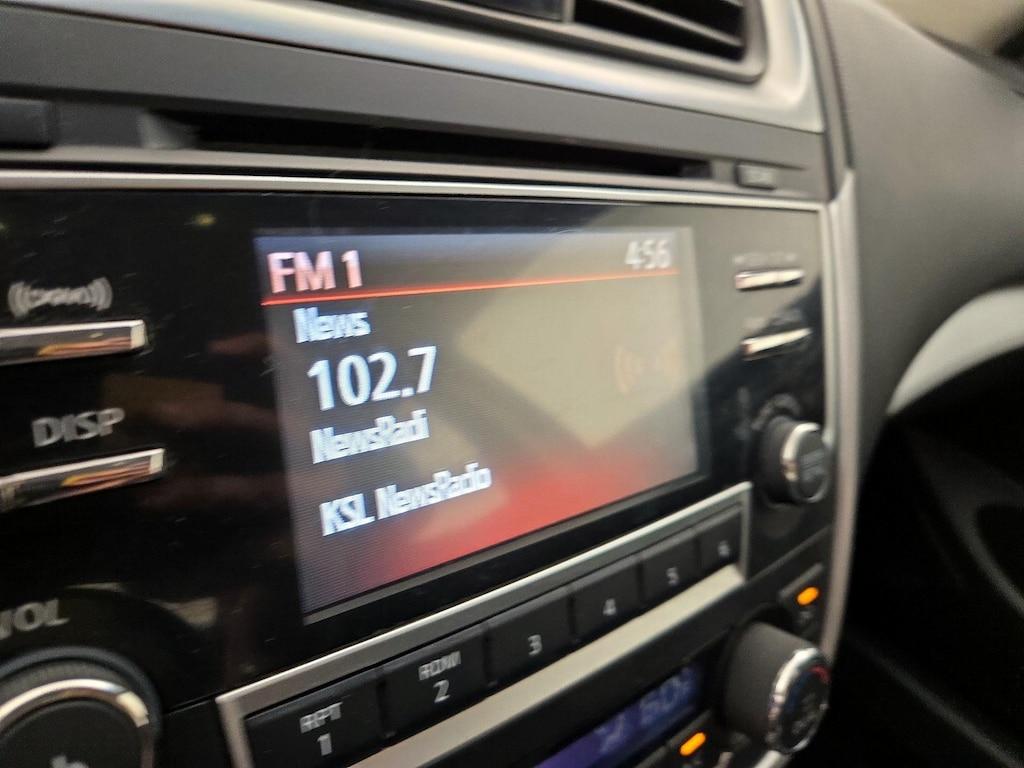 FM 1
4:56
News
102.7
NewsRadi
KSL NewsRadio
DISP
VOL
RPT
1
RDM
2
3
4
5
6